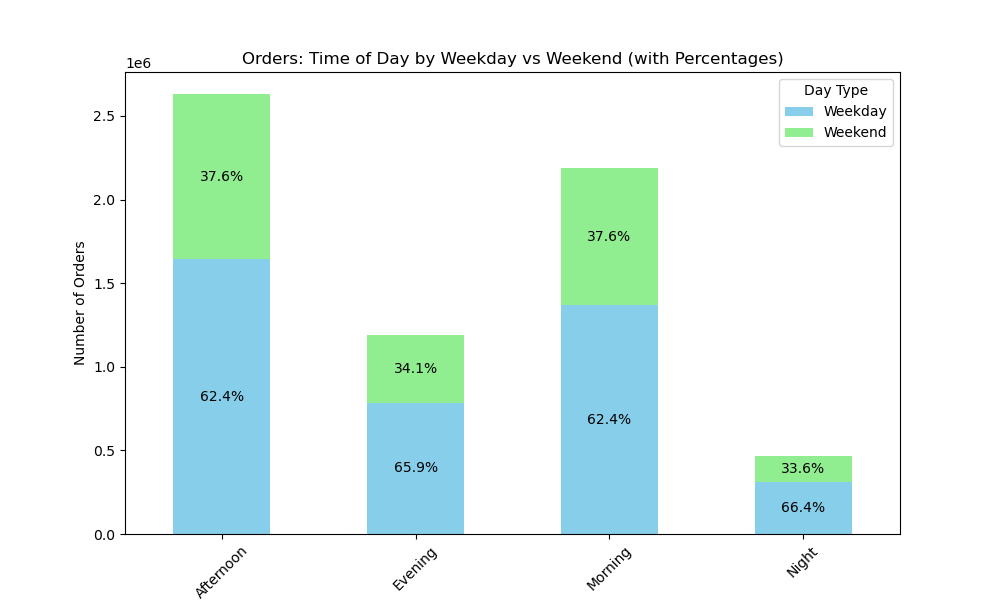 Orders: Time of Day by Weekday vs Weekend (with Percentages)
1e6
Day Type
Weekday
Weekend
Number of Orders
2.5
2.0
1.5
1.0
0.5
0.0
37.6%
62.4%
34.1%
65.9%
37.6%
62.4%
33.6%
66.4%
Afternoon
Evening
Morning
Night